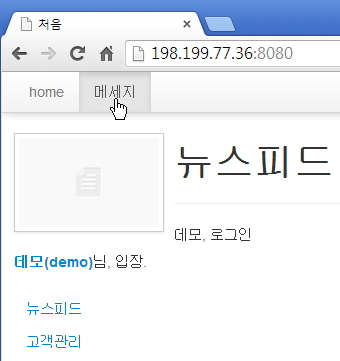 처음
198.199.77.36:8080
home 메세지
뉴스피드
데모, 로그인
데모(demo)님, 입장.
뉴스피드
고객관리